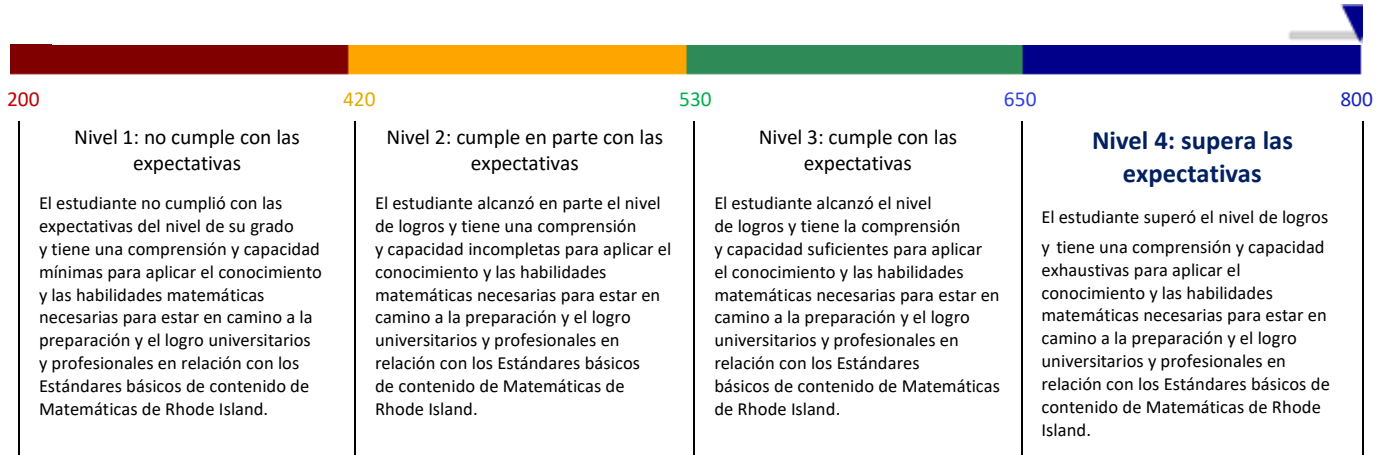 200
420
530
650
800
Nivel 1: no cumple con las
expectativas
El estudiante no cumplió con las
expectativas del nivel de su grado
y tiene una comprensión y capacidad
mínimas para aplicar el conocimiento
y las habilidades matemáticas
necesarias para estar en camino a la
preparación y el logro universitarios
y profesionales en relación con los
Estándares básicos de contenido de
Matemáticas de Rhode Island.
Nivel 2: cumple en parte con las
expectativas
El estudiante alcanzó en parte el nivel
de logros y tiene una comprensión
y capacidad incompletas para aplicar el
conocimiento y las habilidades
matemáticas necesarias para estar en
camino a la preparación y el logro
universitarios y profesionales en
relación con los Estándares básicos
de contenido de Matemáticas de
Rhode Island.
Nivel 3: cumple con las
expectativas
El estudiante alcanzó el nivel
de logros y tiene la comprensión
y capacidad suficientes para aplicar
el conocimiento y las habilidades
matemáticas necesarias para estar en
camino a la preparación y el logro
universitarios y profesionales en
relación con los Estándares
básicos de contenido de Matemáticas
de Rhode Island.
Nivel 4: supera las
expectativas
El estudiante superó el nivel de logros
y tiene una comprensión y capacidad
exhaustivas para aplicar el
conocimiento y las habilidades
matemáticas necesarias para estar en
camino a la preparación y el logro
universitarios y profesionales en
relación con los Estándares básicos de
contenido de Matemáticas de Rhode
Island.